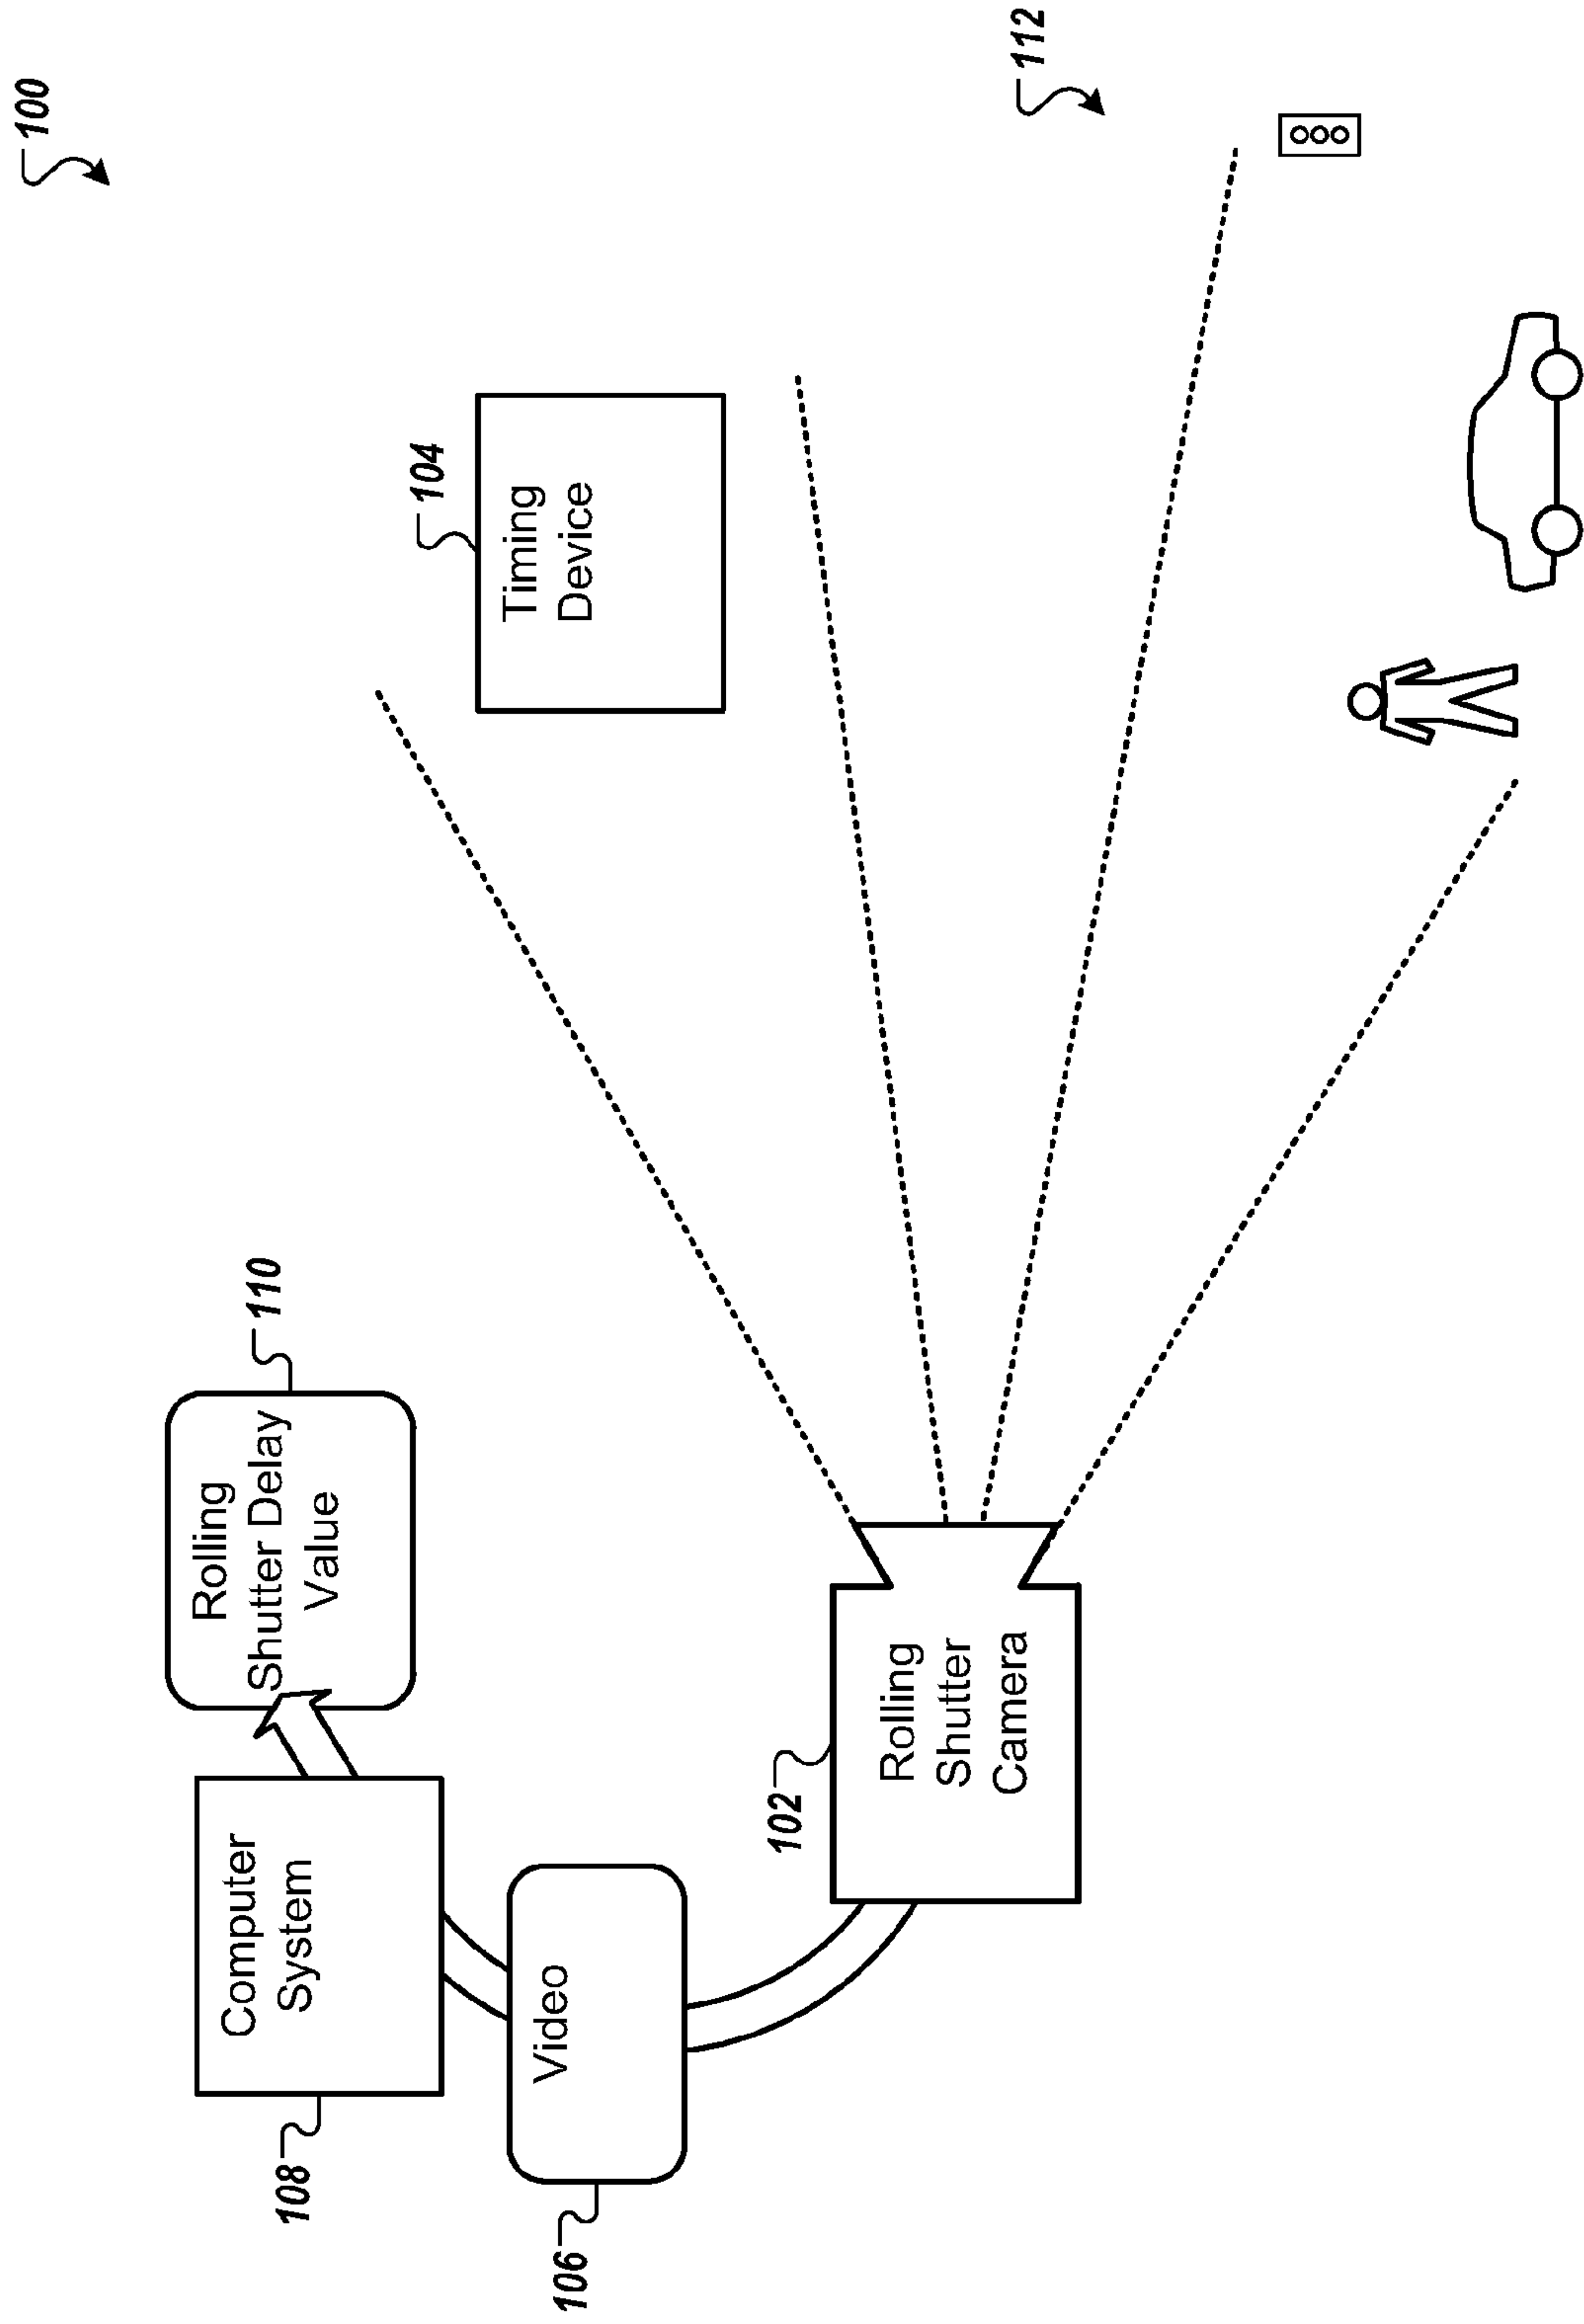 100
108
Computer
System
110
Rolling
Shutter Delay
Value
104
Timing
Device
106
Video
102
Rolling
Shutter
Camera
112